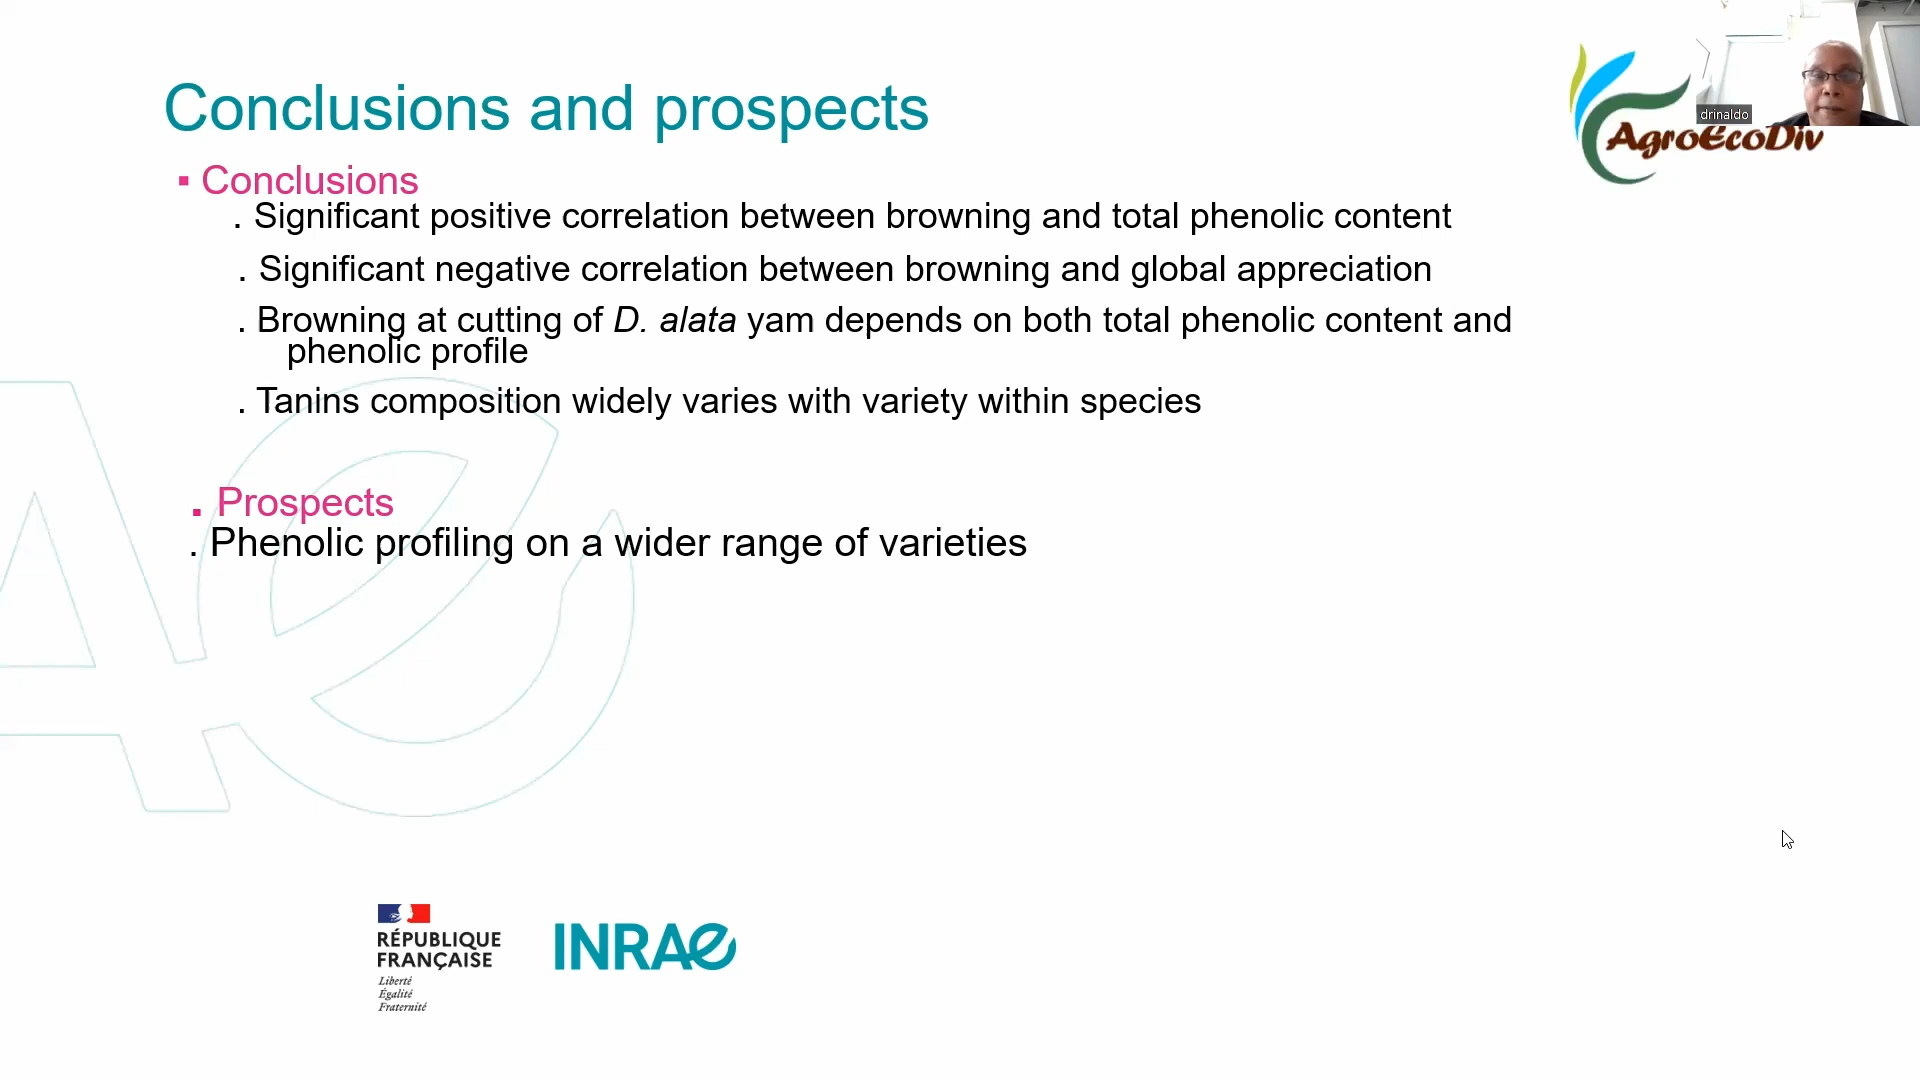 Conclusions and prospects
drinaldo
AgroEcoDiv
▪ Conclusions
. Significant positive correlation between browning and total phenolic content
. Significant negative correlation between browning and global appreciation
. Browning at cutting of D. alata yam depends on both total phenolic content and
phenolic profile
. Tanins composition widely varies with variety within species
. Prospects
. Phenolic profiling on a wider range of varieties
RÉPUBLIQUE
FRANÇAISE
Liberté
Égalité
Fraternité
INRAE